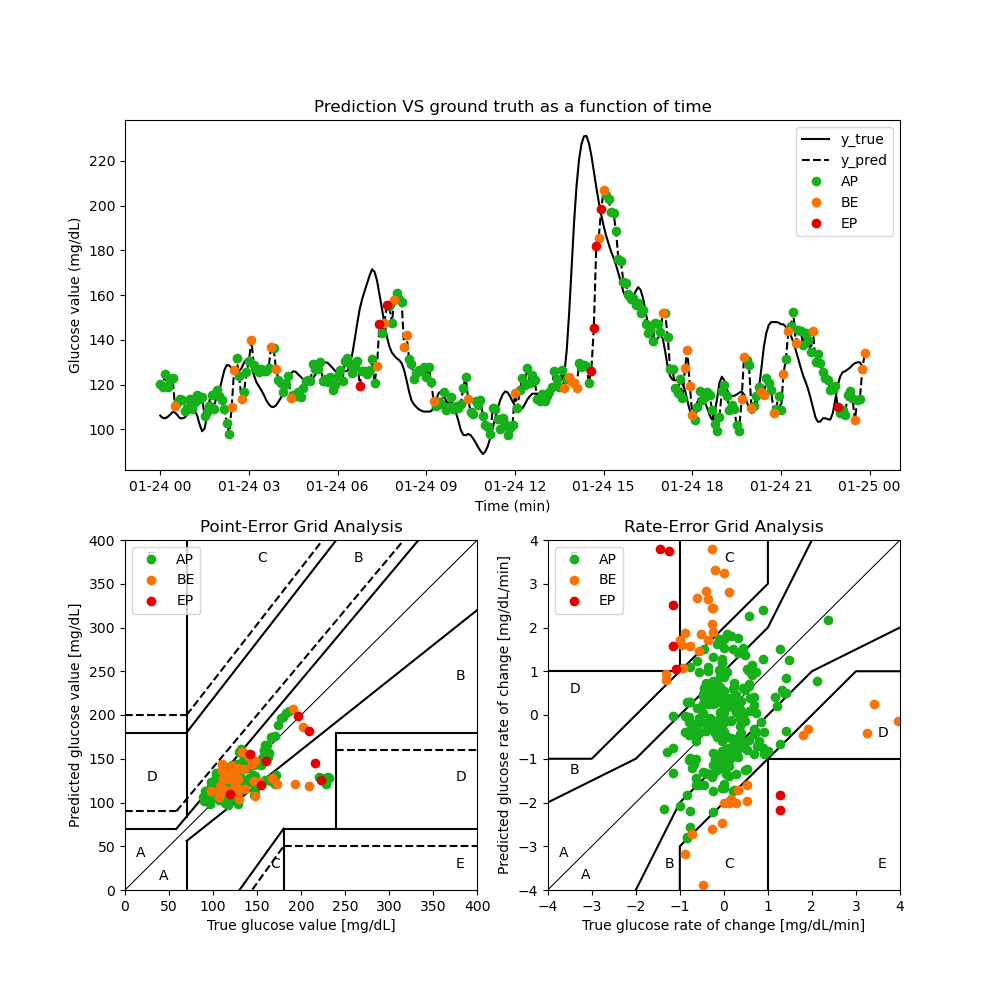 Prediction VS ground truth as a function of time
Glucose value (mg/dL)
220
200
180
160
140
120
100
y_true
y_pred
AP
BE
EP
01-24 00 01-24 03 01-24 06 01-24 09 01-24 12 01-24 15 01-24 18 01-24 21 01-25 00
Time (min)
Point-Error Grid Analysis
Predicted glucose value [mg/dL]
400
350
300
250
200
150
100
50
0
AP
BE
EP
C
B
B
D
D
A
A
C
E
0 50 100 150 200 250 300 350 400
True glucose value [mg/dL]
Rate-Error Grid Analysis
Predicted glucose rate of change [mg/dL/min]
4
3
2
1
0
−1
−2
−3
−4
AP
BE
EP
C
D
D
B
A
A
B
C
E
−4 −3 −2 −1 0 1 2 3 4
True glucose rate of change [mg/dL/min]